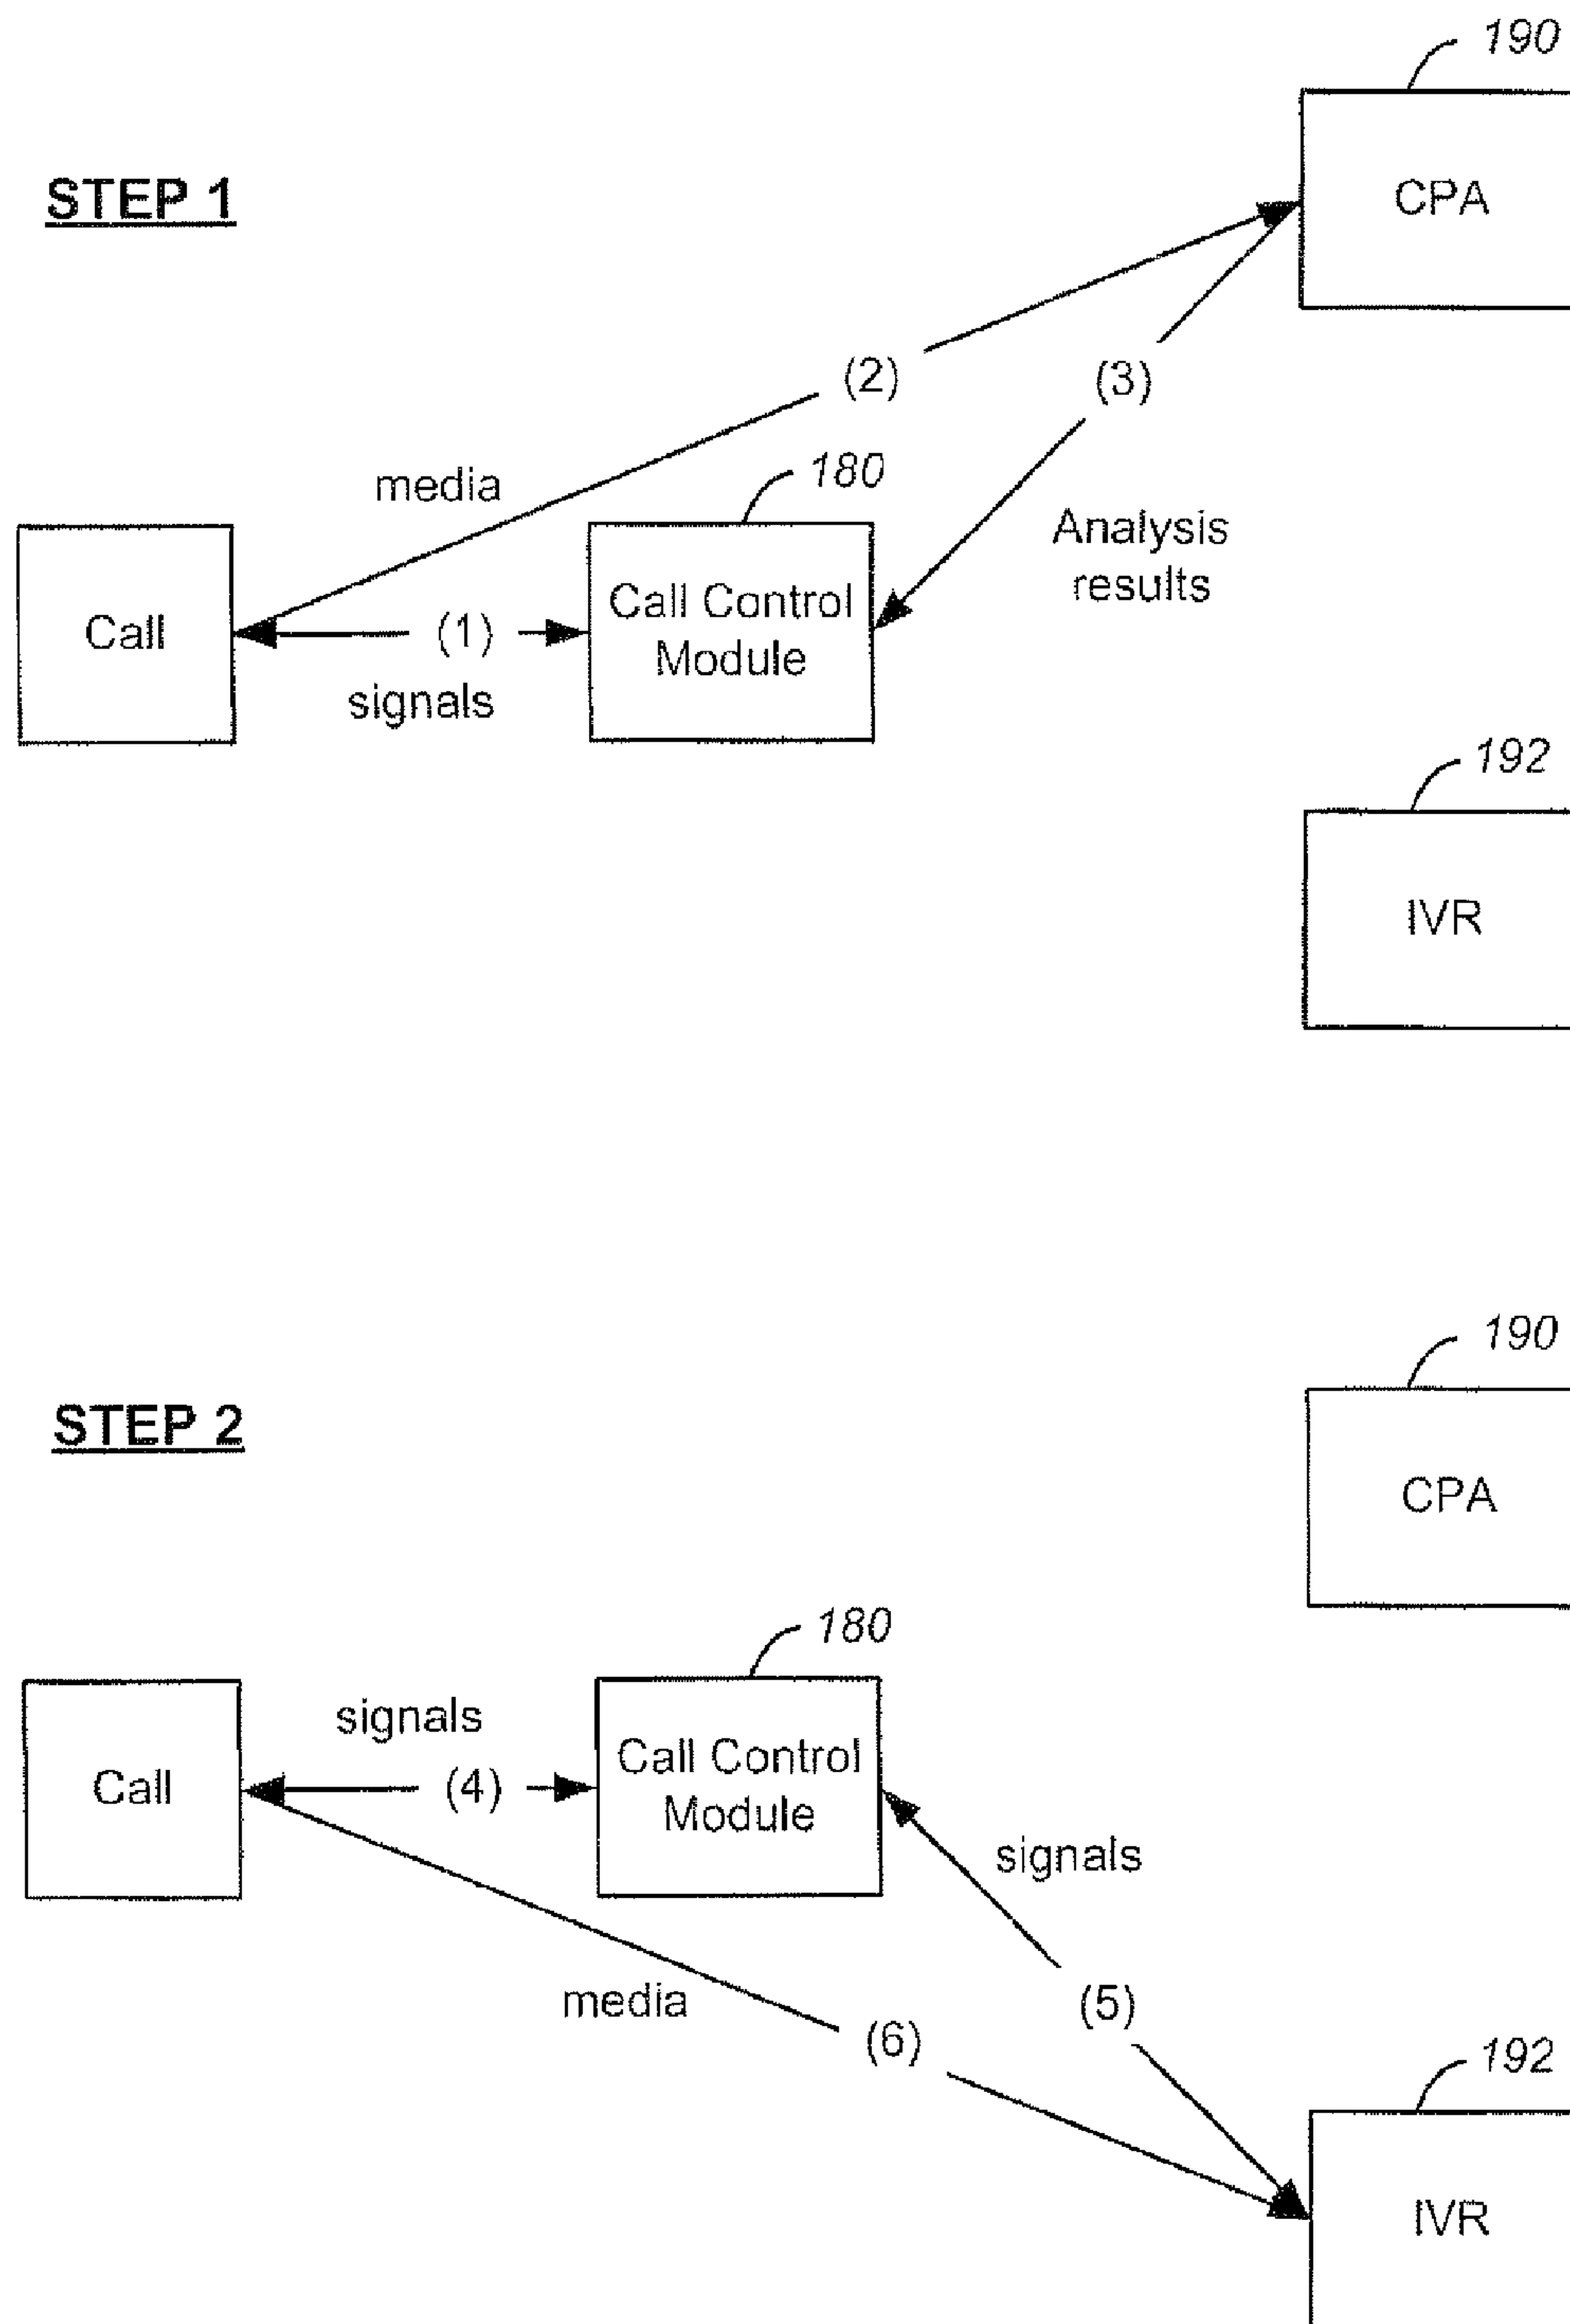 190
STEP 1
CPA
(2)
(3)
media
180
Analysis
results
Call
(1)
Call Control
Module
signals
192
IVR
190
STEP 2
CPA
180
signals
Call
(4)
Call Control
Module
signals
media
(5)
(6)
192
IVR